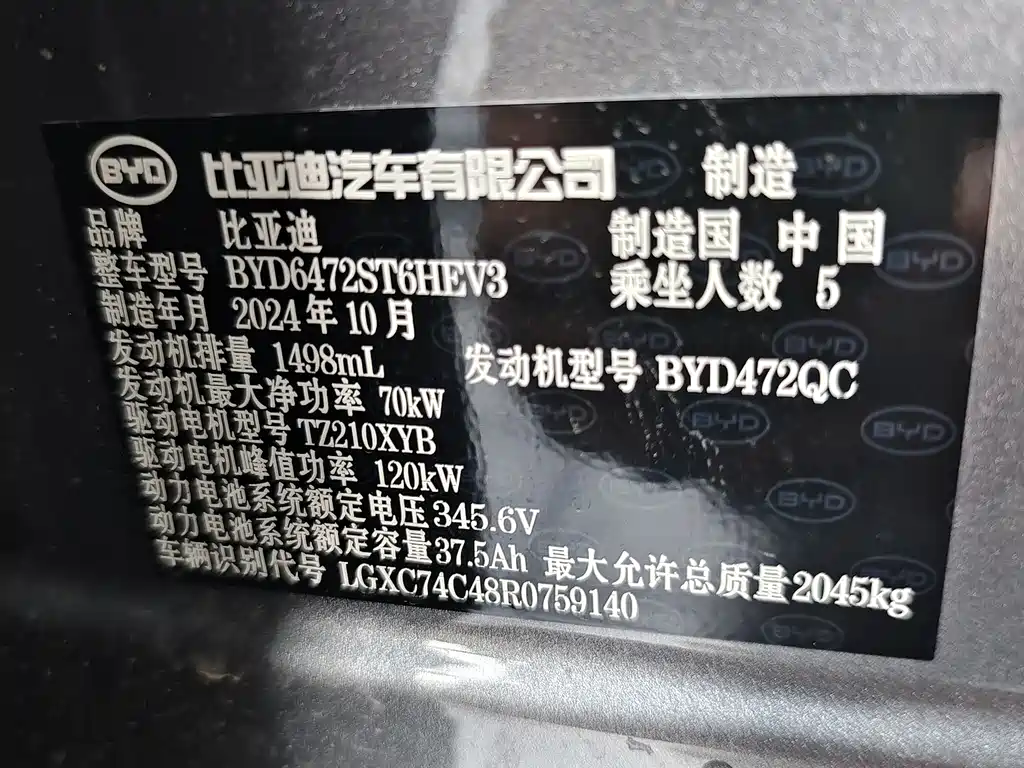 BYD 比亚迪汽车有限公司 制造
品牌 比亚迪 制造国 中国
整车型号 BYD6472ST6HEV3 乘坐人数 5
制造年月 2024年10月
发动机排量 1498mL 发动机型号 BYD472QC
发动机最大净功率 70kW
驱动电机型号 TZ210XYB
驱动电机峰值功率 120kW
动力电池系统额定电压 345.6V
动力电池系统额定容量 37.5Ah 最大允许总质量 2045kg
车辆识别代号 LGXC74C48R0759140